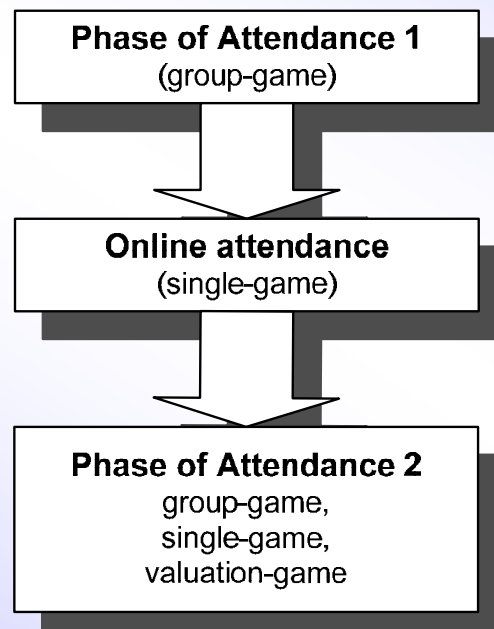 Phase of Attendance 1
(group-game)
Online attendance
(single-game)
Phase of Attendance 2
group-game,
single-game,
valuation-game